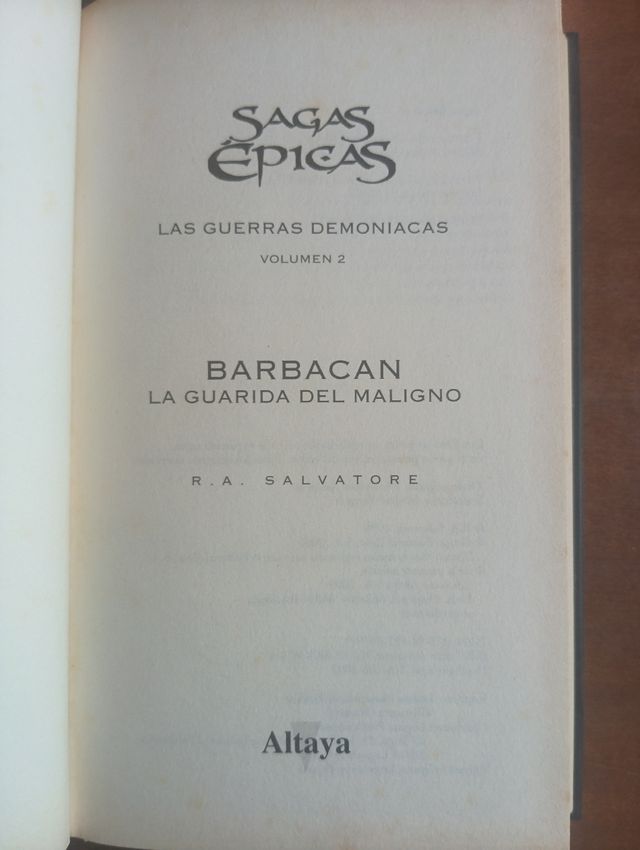 SAGAS
ÉPICAS
LAS GUERRAS DEMONIACAS
VOLUMEN 2
BARBACAN
LA GUARIDA DEL MALIGNO
R.A. SALVATORE
Altaya